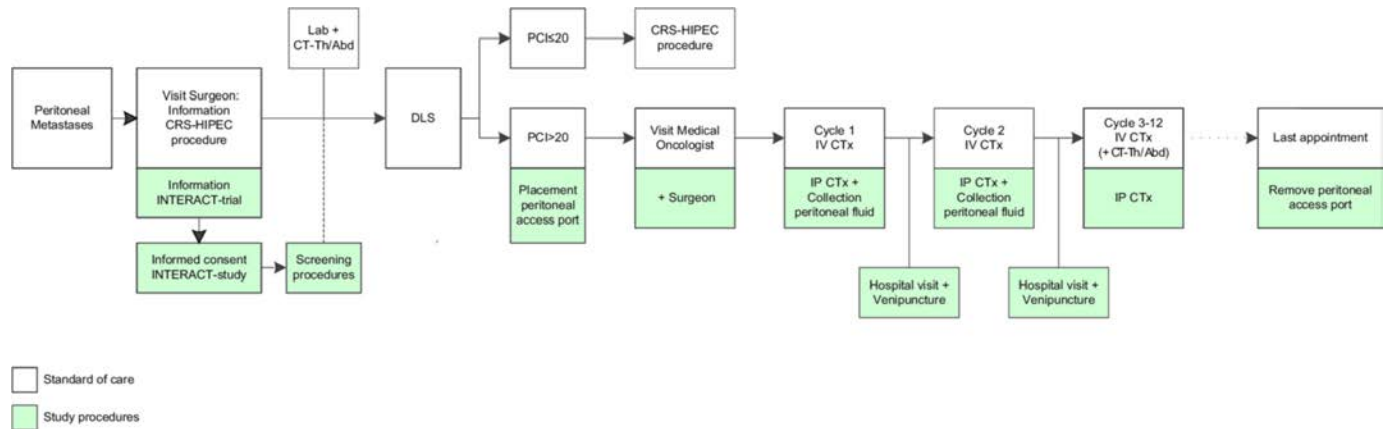 Peritoneal
Metastases
Visit Surgeon:
Information
CRS-HIPEC
procedure
Information
INTERACT-trial
Informed consent
INTERACT-study
Screening
procedures
Lab +
CT-Th/Abd
DLS
PCI≤20
CRS-HIPEC
procedure
PCI>20
Placement
peritoneal
access port
Visit Medical
Oncologist
+ Surgeon
Cycle 1
IV CTx
IP CTx +
Collection
peritoneal fluid
Hospital visit +
Venipuncture
Cycle 2
IV CTx
IP CTx +
Collection
peritoneal fluid
Hospital visit +
Venipuncture
Cycle 3-12
IV CTx
(+CT-Th/Abd)
IP CTx
Last appointment
Remove peritoneal
access port
Standard of care
Study procedures